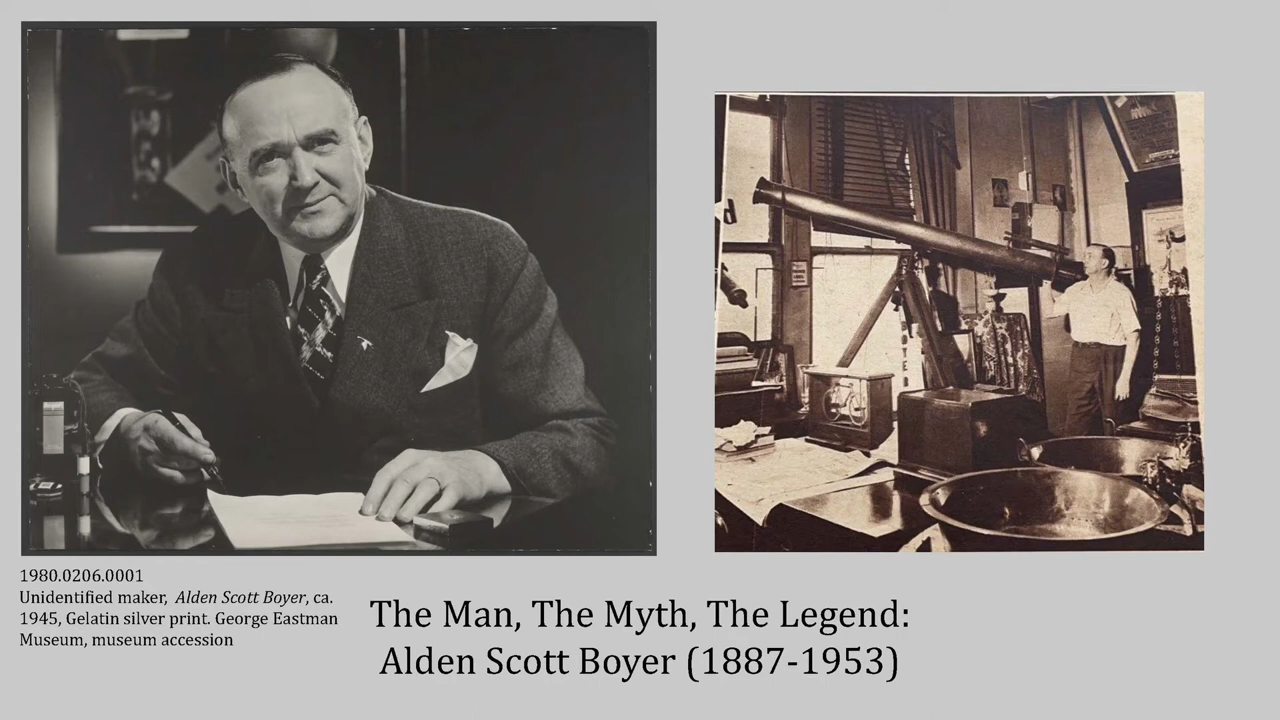 1980.0206.0001
Unidentified maker, Alden Scott Boyer, ca.
1945, Gelatin silver print. George Eastman
Museum, museum accession
The Man, The Myth, The Legend:
Alden Scott Boyer (1887-1953)